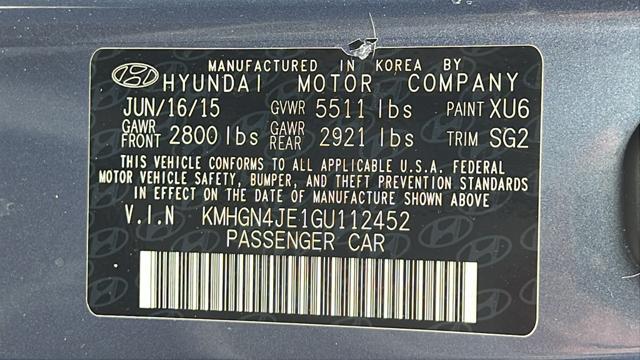 MANUFACTURED IN KOREA BY
HYUNDAI MOTOR COMPANY
JUN/16/15 GVWR 5511 lbs PAINT XU6
GAWR FRONT 2800 lbs GAWR REAR 2921 lbs TRIM SG2
THIS VEHICLE CONFORMS TO ALL APPLICABLE U.S.A. FEDERAL
MOTOR VEHICLE SAFETY, BUMPER, AND THEFT PREVENTION STANDARDS
IN EFFECT ON THE DATE OF MANUFACTURE SHOWN ABOVE
V.I.N KMHGN4JE1GU112452
PASSENGER CAR